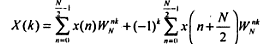 X(k) = \sum_{n=0}^{\frac{N}{2}-1} x(n) W_N^{nk} + (-1)^k \sum_{n=0}^{\frac{N}{2}-1} x\left(n + \frac{N}{2}\right) W_N^{nk}